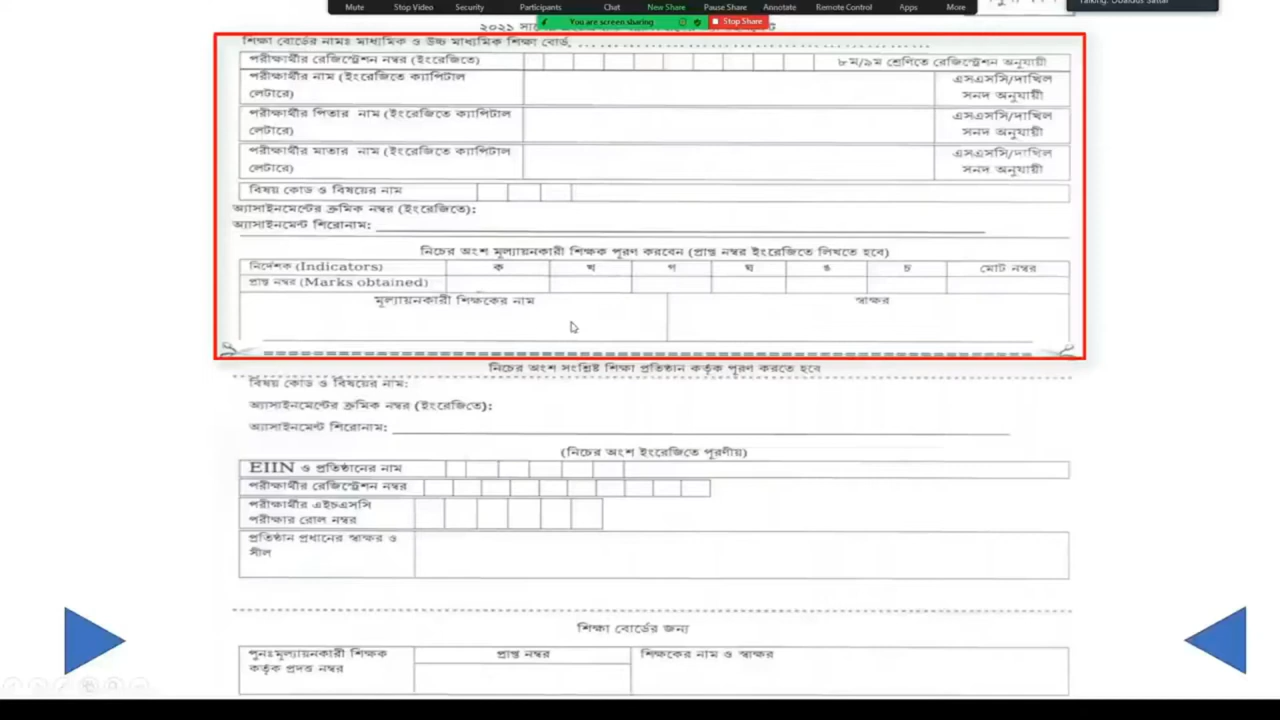 Mute Stop Video Security Participants Chat New Share Pause Share Annotate Remote Control Apps More
Talking: Obaidus Sattar
You are screen sharing Stop Share
২০২১ সালের
শিক্ষা বোর্ডের নামঃ মাধ্যমিক ও উচ্চ মাধ্যমিক শিক্ষা বোর্ড, ........................................
পরীক্ষার্থীর রেজিস্ট্রেশন নম্বর (ইংরেজিতে) ৮ম/৯ম শ্রেণিতে রেজিস্ট্রেশন অনুযায়ী
পরীক্ষার্থীর নাম (ইংরেজিতে ক্যাপিটাল লেটারে) এসএসসি/দাখিল সনদ অনুযায়ী
পরীক্ষার্থীর পিতার নাম (ইংরেজিতে ক্যাপিটাল লেটারে) এসএসসি/দাখিল সনদ অনুযায়ী
পরীক্ষার্থীর মাতার নাম (ইংরেজিতে ক্যাপিটাল লেটারে) এসএসসি/দাখিল সনদ অনুযায়ী
বিষয় কোড ও বিষয়ের নাম
অ্যাসাইনমেন্টের ক্রমিক নম্বর (ইংরেজিতে):
অ্যাসাইনমেন্ট শিরোনাম:
নিচের অংশ মূল্যায়নকারী শিক্ষক পূরণ করবেন (প্রাপ্ত নম্বর ইংরেজিতে লিখতে হবে)
নির্দেশক (Indicators) ক খ গ ঘ ঙ চ মোট নম্বর
প্রাপ্ত নম্বর (Marks obtained)
মূল্যায়নকারী শিক্ষকের নাম স্বাক্ষর
নিচের অংশ সংশ্লিষ্ট শিক্ষা প্রতিষ্ঠান কর্তৃক পূরণ করতে হবে
বিষয় কোড ও বিষয়ের নাম:
অ্যাসাইনমেন্টের ক্রমিক নম্বর (ইংরেজিতে):
অ্যাসাইনমেন্ট শিরোনাম:
(নিচের অংশ ইংরেজিতে পূরণীয়)
EIIN ও প্রতিষ্ঠানের নাম
পরীক্ষার্থীর রেজিস্ট্রেশন নম্বর
পরীক্ষার্থীর এইচএসসি
পরীক্ষার রোল নম্বর
প্রতিষ্ঠান প্রধানের স্বাক্ষর ও
সীল
শিক্ষা বোর্ডের জন্য
পুনঃমূল্যায়নকারী শিক্ষক প্রাপ্ত নম্বর শিক্ষকের নাম ও স্বাক্ষর
কর্তৃক প্রদত্ত নম্বর